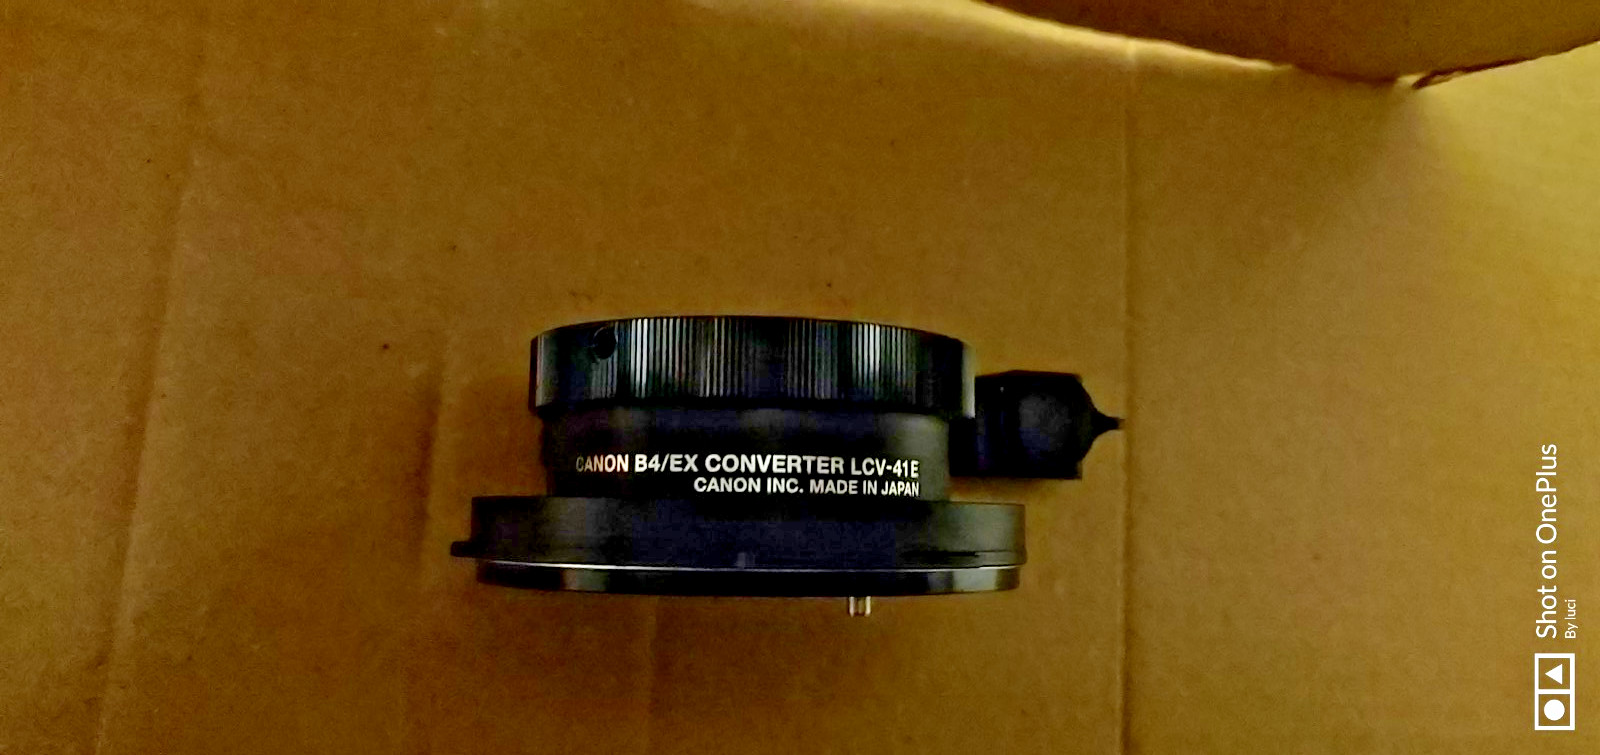 CANON B4/EX CONVERTER LCV-41E
CANON INC. MADE IN JAPAN
Shot on OnePlus
By luci